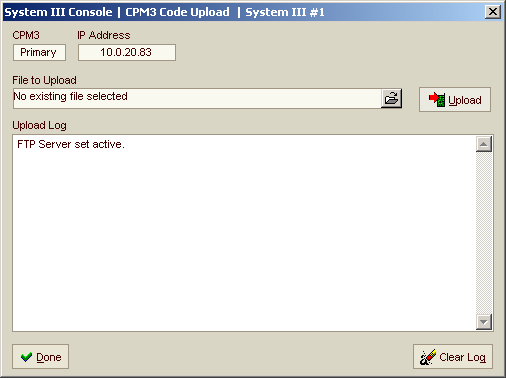 System III Console | CPM3 Code Upload | System III #1
CPM3 IP Address
Primary 10.0.20.83
File to Upload
No existing file selected
Upload
Upload Log
FTP Server set active.
Done
Clear Log